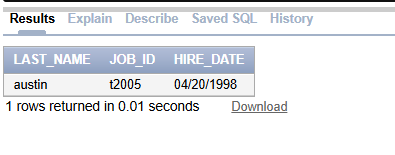 Results Explain Describe Saved SQL History
LAST_NAME JOB_ID HIRE_DATE
austin t2005 04/20/1998
1 rows returned in 0.01 seconds Download